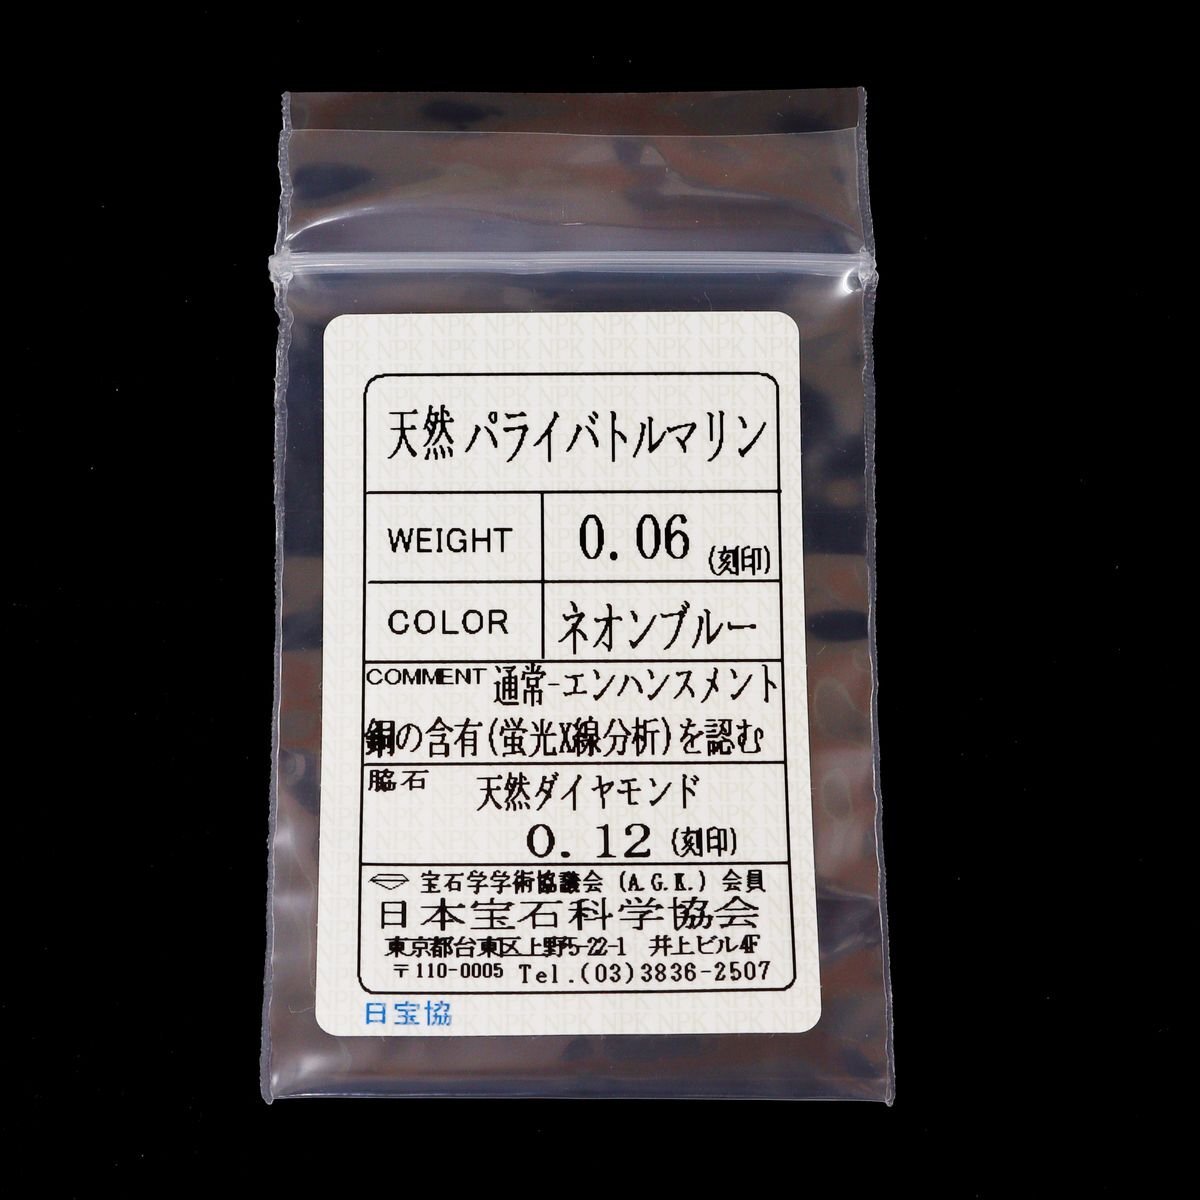 天然 パライバトルマリン
WEIGHT 0.06 (刻印)
COLOR ネオンブルー
COMMENT 通常-エンハンスメント
銅の含有(蛍光X線分析)を認む
脇石 天然ダイヤモンド
0.12 (刻印)
宝石学学術協議会 (A.G.K.) 会員
日本宝石科学協会
東京都台東区上野5-22-1 井上ビル4F
〒110-0005 Tel.(03)3836-2507
日宝協